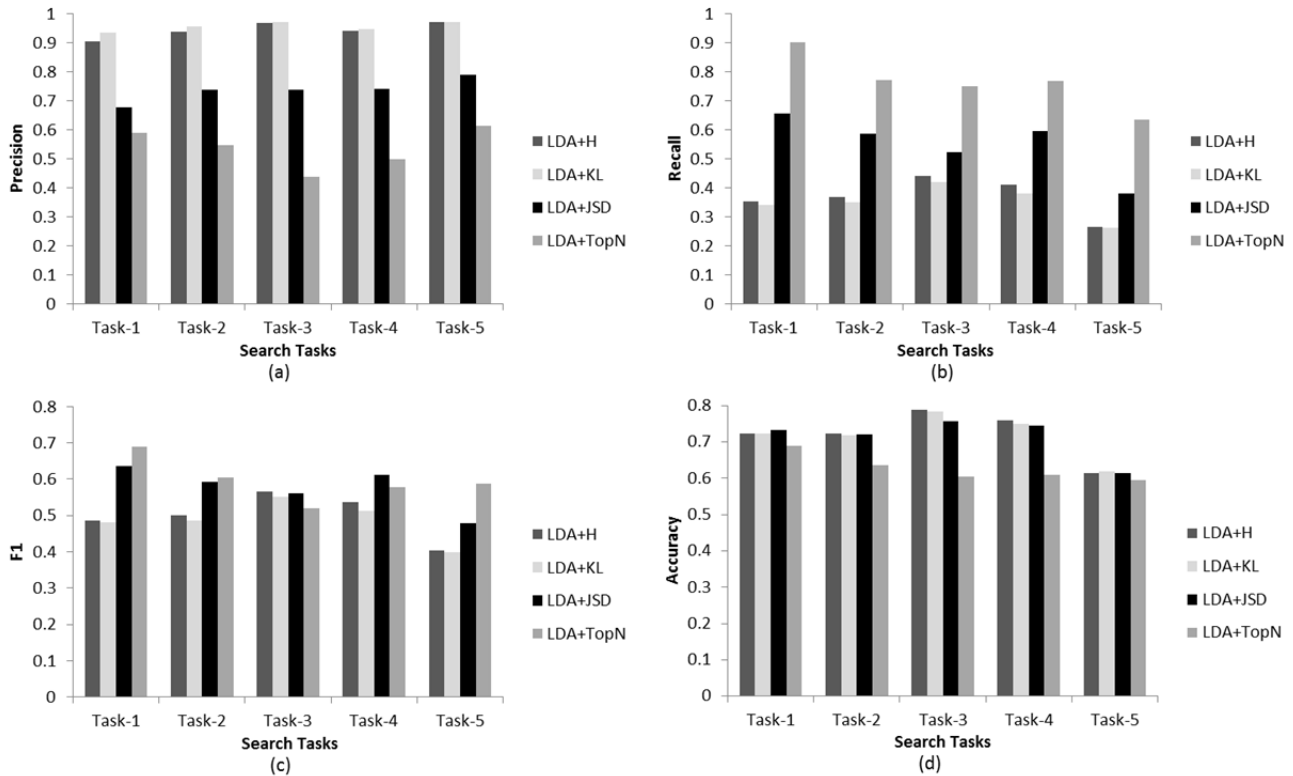 1
0.9
0.8
0.7
0.6
0.5
0.4
0.3
0.2
0.1
0
Precision
Task-1 Task-2 Task-3 Task-4 Task-5
Search Tasks
(a)
LDA+H
LDA+KL
LDA+JSD
LDA+TopN
1
0.9
0.8
0.7
0.6
0.5
0.4
0.3
0.2
0.1
0
Recall
Task-1 Task-2 Task-3 Task-4 Task-5
Search Tasks
(b)
LDA+H
LDA+KL
LDA+JSD
LDA+TopN
0.8
0.7
0.6
0.5
0.4
0.3
0.2
0.1
0
F1
Task-1 Task-2 Task-3 Task-4 Task-5
Search Tasks
(c)
LDA+H
LDA+KL
LDA+JSD
LDA+TopN
0.8
0.7
0.6
0.5
0.4
0.3
0.2
0.1
0
Accuracy
Task-1 Task-2 Task-3 Task-4 Task-5
Search Tasks
(d)
LDA+H
LDA+KL
LDA+JSD
LDA+TopN